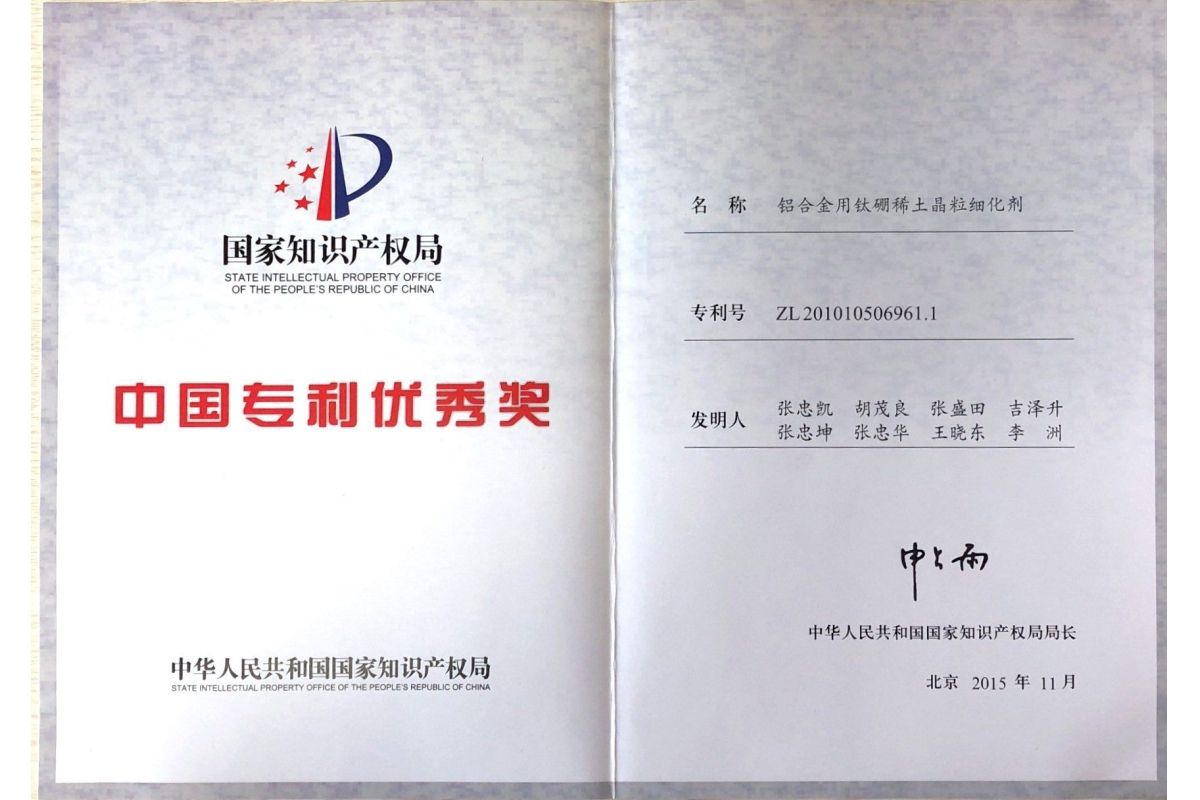 国家知识产权局
STATE INTELLECTUAL PROPERTY OFFICE
OF THE PEOPLE'S REPUBLIC OF CHINA
中国专利优秀奖
中华人民共和国国家知识产权局
STATE INTELLECTUAL PROPERTY OFFICE OF THE PEOPLE'S REPUBLIC OF CHINA
名 称 铝合金用钛硼稀土晶粒细化剂
专利号 ZL201010506961.1
发明人 张忠凯 胡茂良 张盛田 吉泽升
张忠坤 张忠华 王晓东 李 洲
申长雨
中华人民共和国国家知识产权局局长
北京 2015 年 11 月